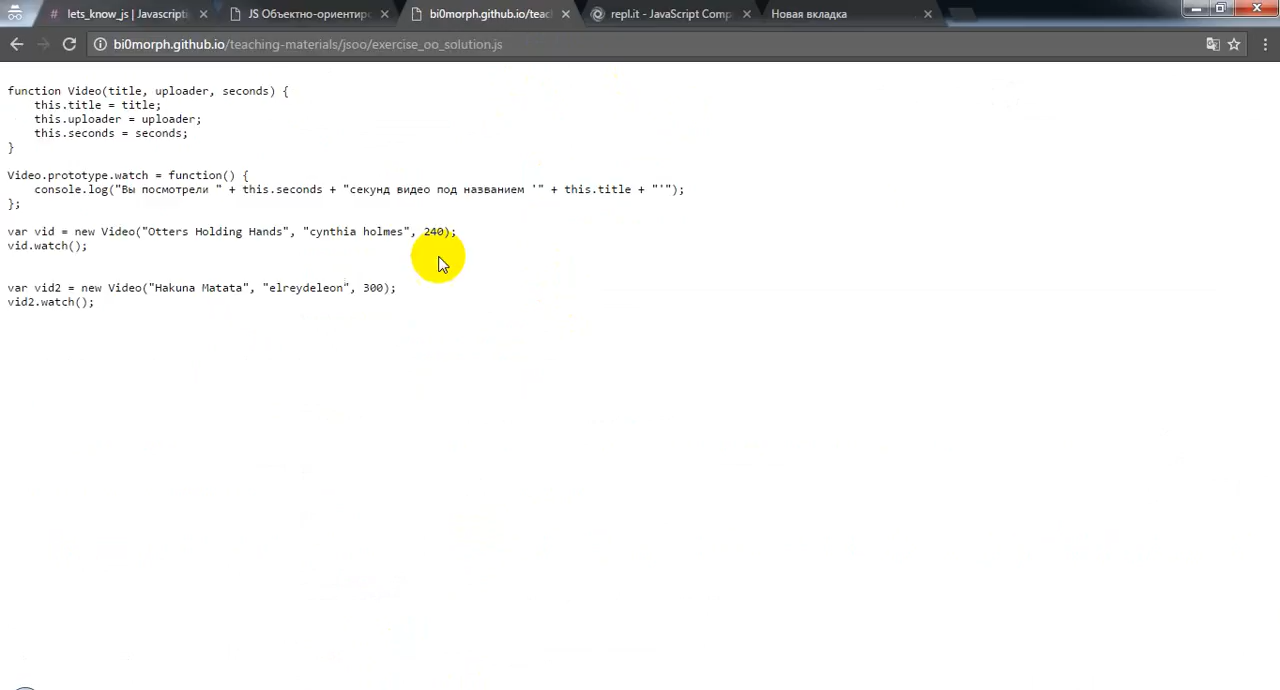 # lets_know_js | Javascripti
JS Объектно-ориентирс
bi0morph.github.io/teac
repl.it - JavaScript Comp
Новая вкладка
bi0morph.github.io/teaching-materials/jsoo/exercise_oo_solution.js
function Video(title, uploader, seconds) {
this.title = title;
this.uploader = uploader;
this.seconds = seconds;
}
Video.prototype.watch = function() {
console.log("Вы посмотрели " + this.seconds + "секунд видео под названием '" + this.title + "'");
};
var vid = new Video("Otters Holding Hands", "cynthia holmes", 240);
vid.watch();
var vid2 = new Video("Hakuna Matata", "elreydeleon", 300);
vid2.watch();